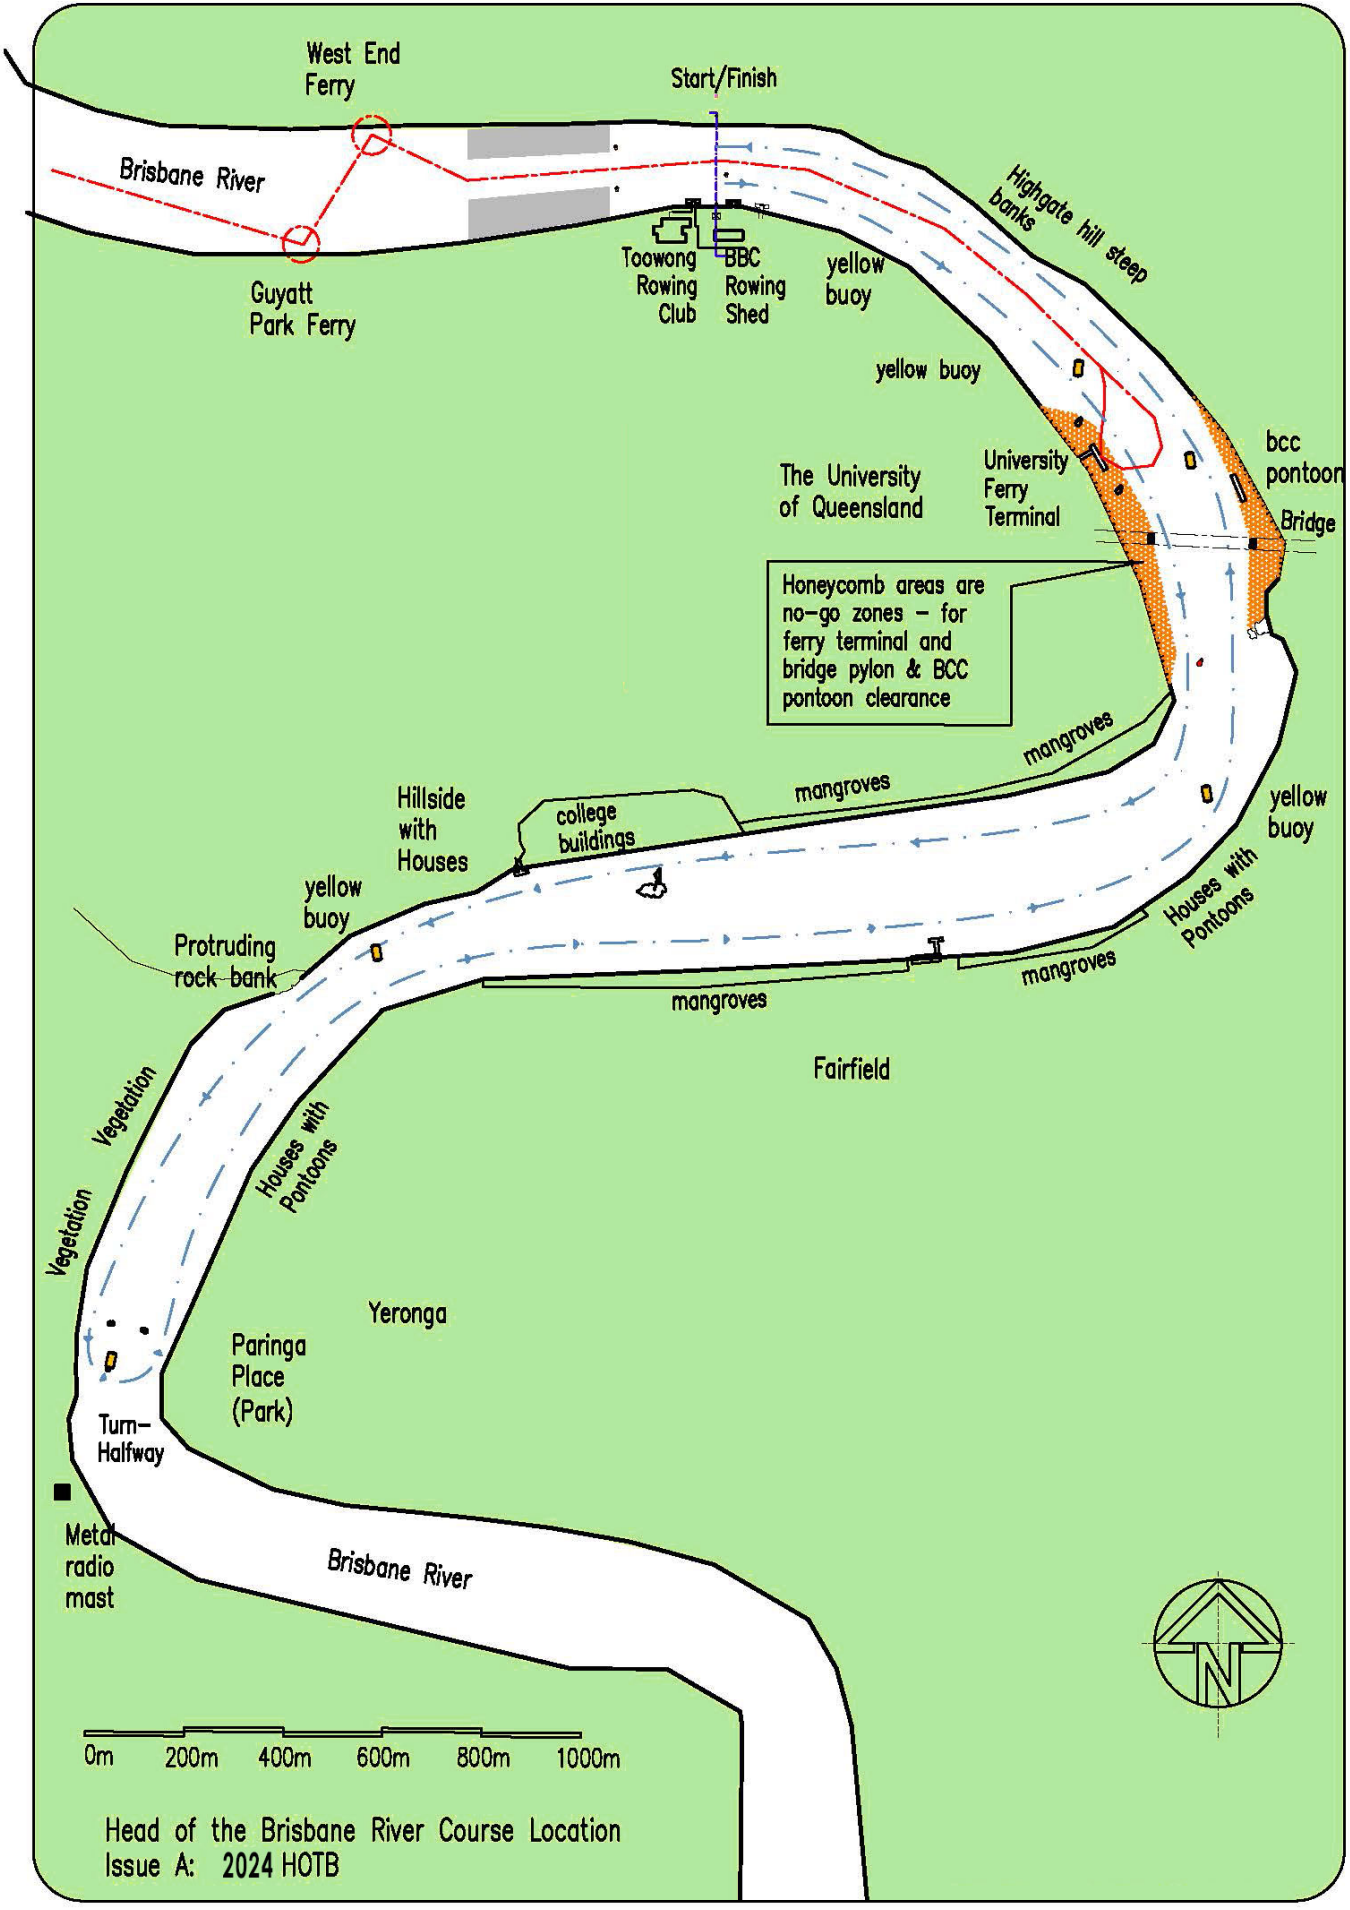 West End
Ferry
Start/Finish
Brisbane River
Highgate hill steep
banks
Toowong
Rowing
Club
BBC
Rowing
Shed
yellow
buoy
Guyatt
Park Ferry
yellow buoy
bcc
pontoon
The University
of Queensland
University
Ferry
Terminal
Bridge
Honeycomb areas are
no-go zones - for
ferry terminal and
bridge pylon & BCC
pontoon clearance
mangroves
mangroves
Hillside
with
Houses
college
buildings
yellow
buoy
yellow
buoy
Houses with
Pontoons
Protruding
rock bank
mangroves
mangroves
Fairfield
Vegetation
Houses with
Pontoons
Vegetation
Yeronga
Paringa
Place
(Park)
Turn-
Halfway
Metal
radio
mast
Brisbane River
N
0m 200m 400m 600m 800m 1000m
Head of the Brisbane River Course Location
Issue A: 2024 HOTB